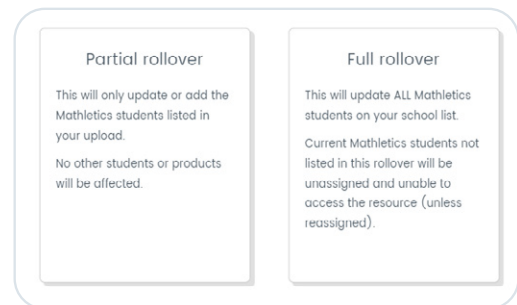 Partial rollover
This will only update or add the
Mathletics students listed in
your upload.
No other students or products
will be affected.
Full rollover
This will update ALL Mathletics
students on your school list.
Current Mathletics students not
listed in this rollover will be
unassigned and unable to
access the resource (unless
reassigned).